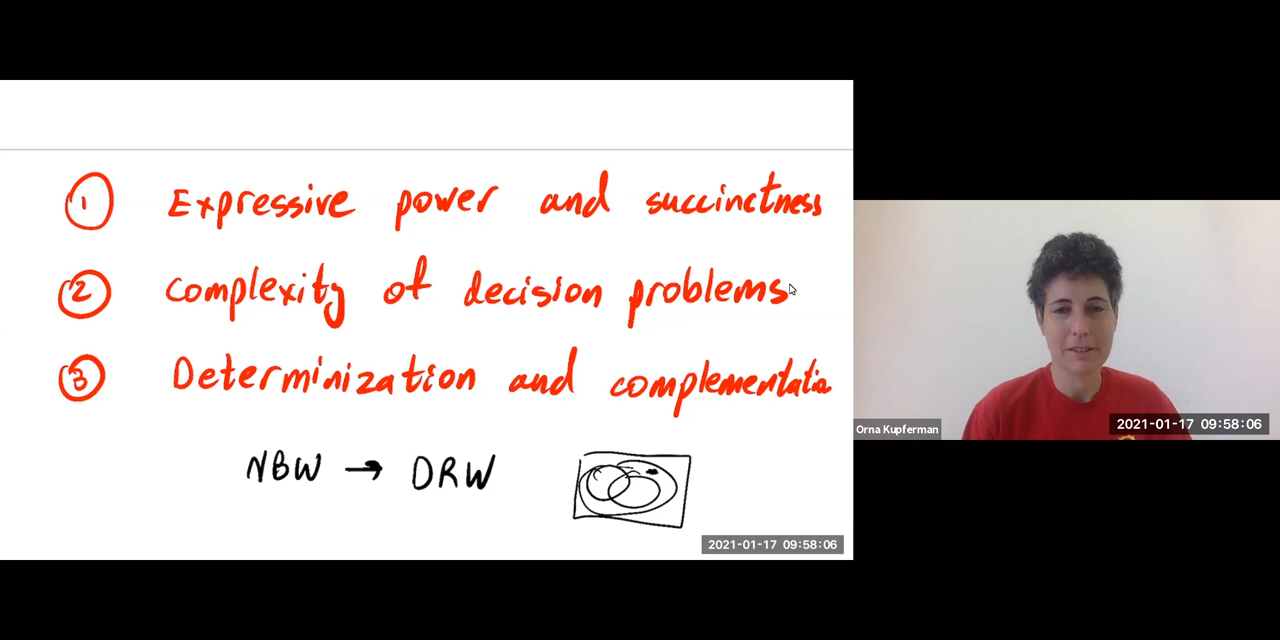 1 Expressive power and succinctness
2 Complexity of decision problems
3 Determinization and complementatio
NBW → DRW
2021-01-17 09:58:06
Orna Kupferman
2021-01-17 09:58:06